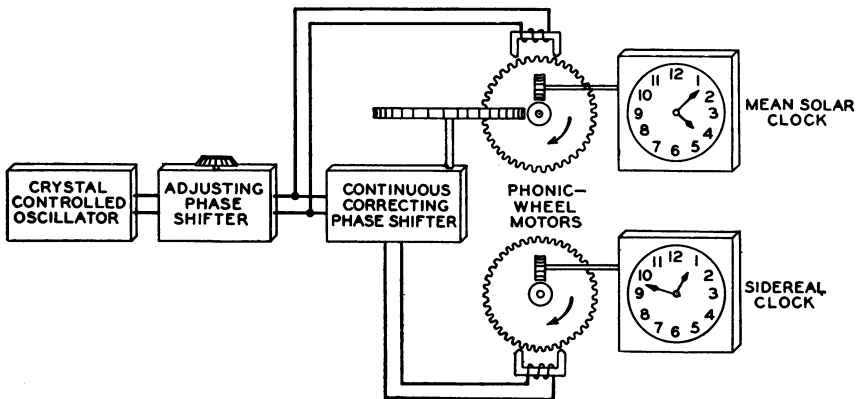 12
11
1
10
2
9
3
8
4
7
6
5
MEAN SOLAR
CLOCK
CRYSTAL
CONTROLLED
OSCILLATOR
ADJUSTING
PHASE
SHIFTER
CONTINUOUS
CORRECTING
PHASE SHIFTER
PHONIC—
WHEEL
MOTORS
12
11
1
10
2
9
3
8
4
7
6
5
SIDEREAL
CLOCK